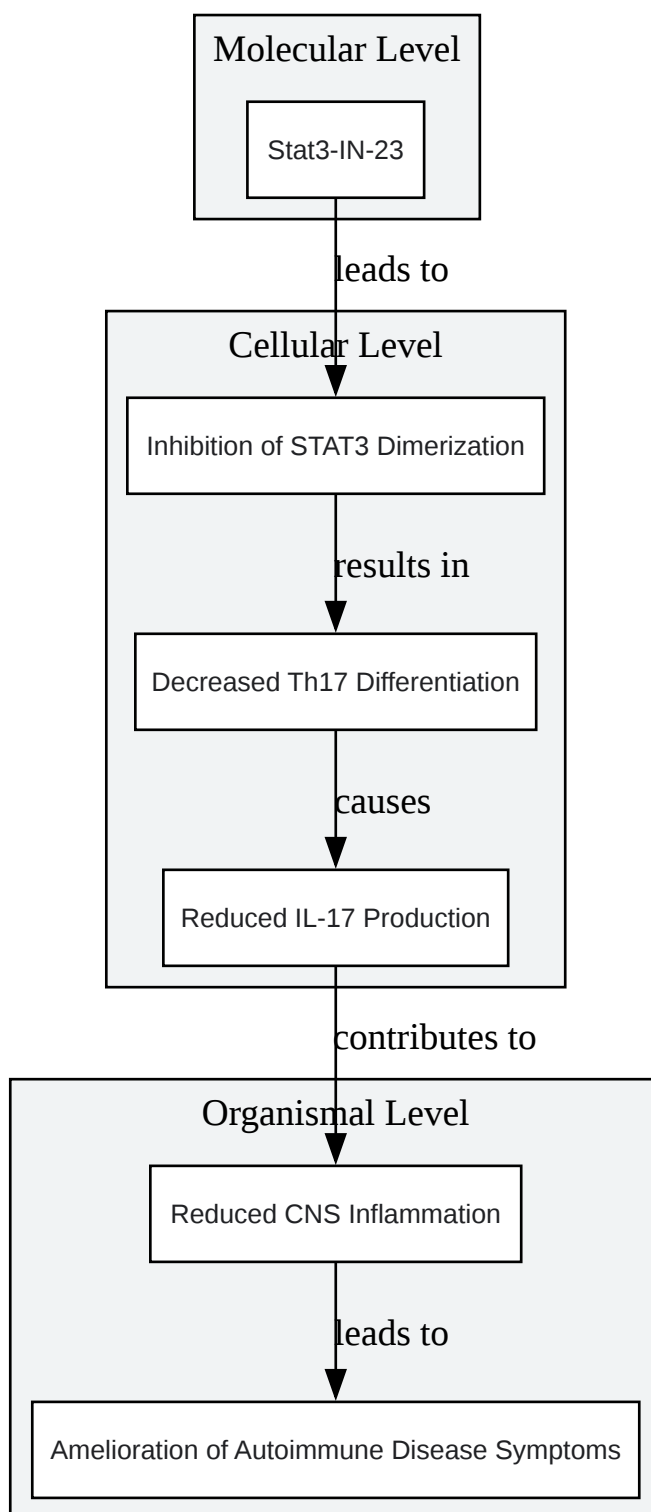 Molecular Level
Stat3-IN-23
leads to
Cellular Level
Inhibition of STAT3 Dimerization
results in
Decreased Th17 Differentiation
causes
Reduced IL-17 Production
contributes to
Organismal Level
Reduced CNS Inflammation
leads to
Amelioration of Autoimmune Disease Symptoms